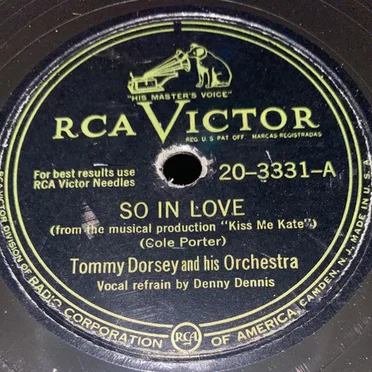 "HIS MASTER'S VOICE"
RCA VICTOR
REG. U. S. PAT. OFF. MARCAS REGISTRADAS
For best results use
RCA Victor Needles
20-3331-A
SO IN LOVE
(from the musical production "Kiss Me Kate")
(Cole Porter)
Tommy Dorsey and his Orchestra
Vocal refrain by Denny Dennis
RCA VICTOR DIVISION OF RADIO CORPORATION OF AMERICA, CAMDEN, N. J. MADE IN U.S.A.
RCA